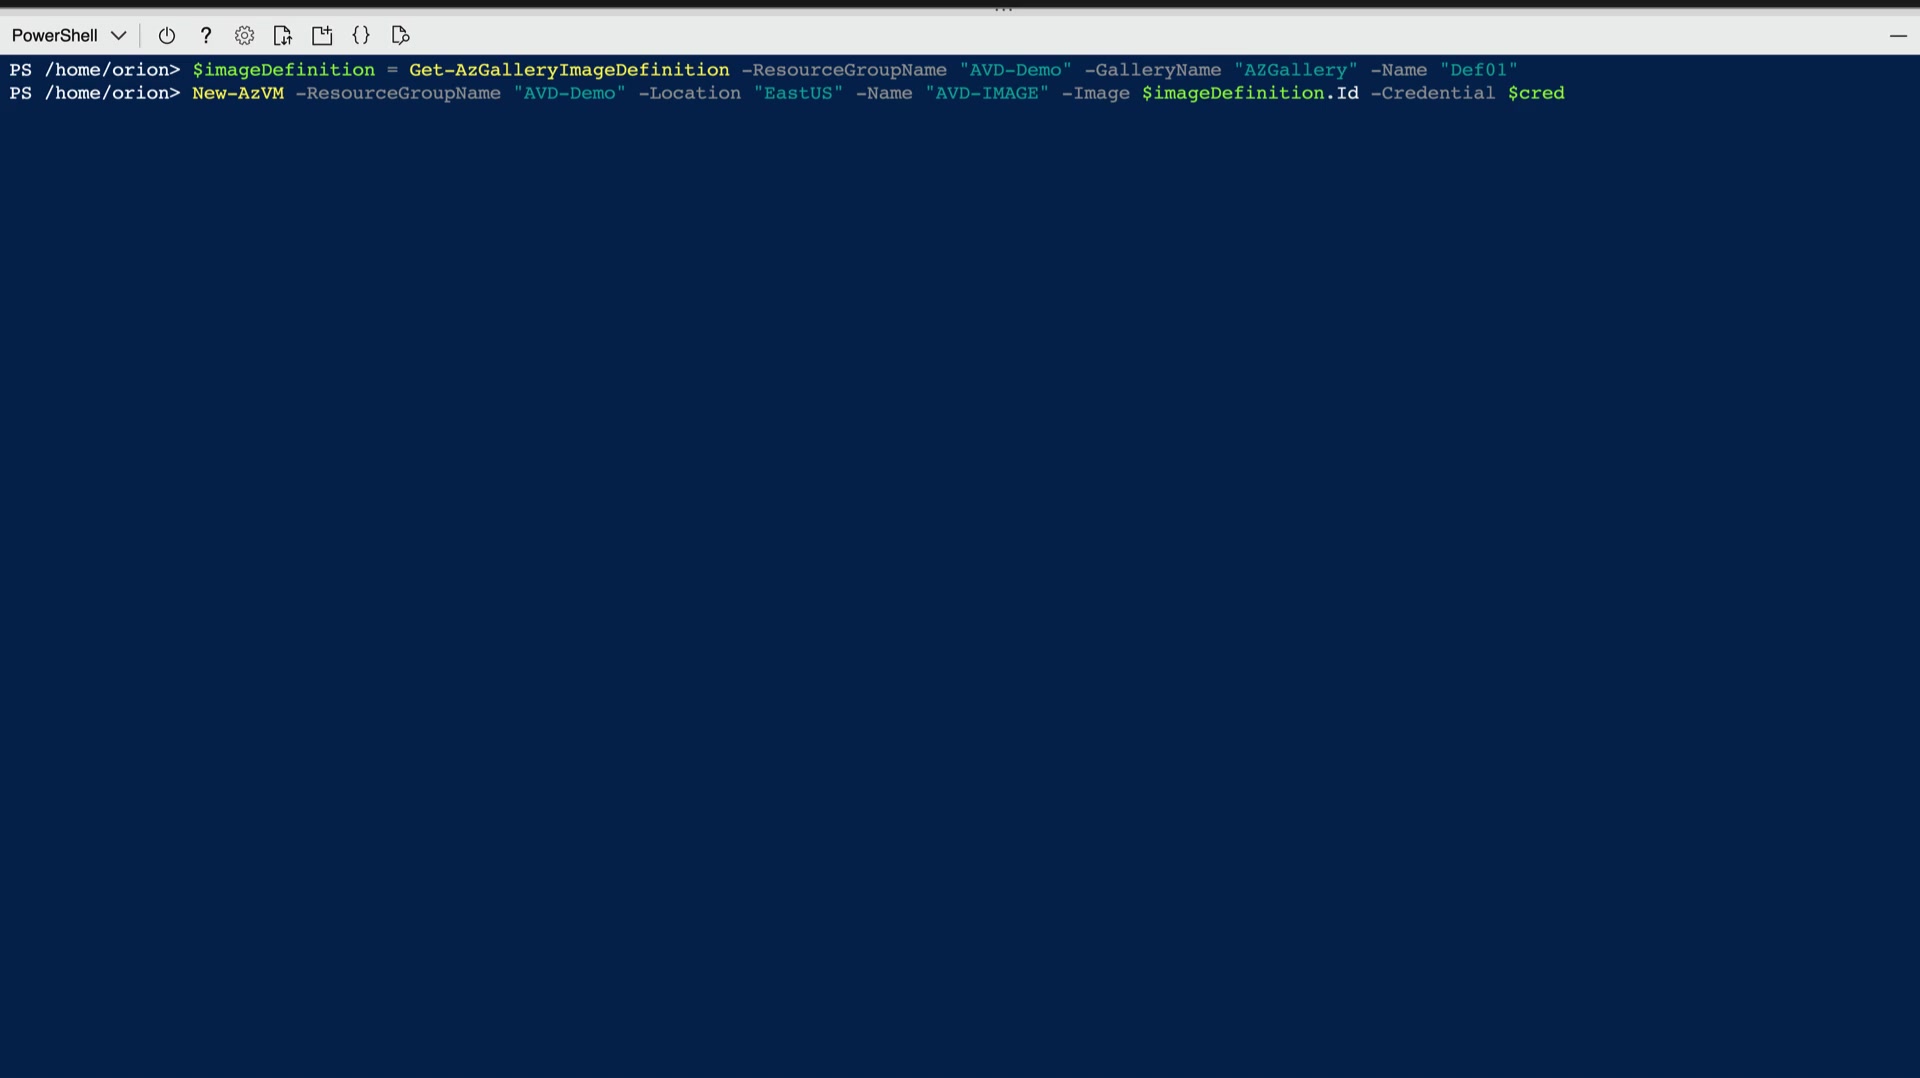 ...
PowerShell
?
{}
PS /home/orion> $imageDefinition = Get-AzGalleryImageDefinition -ResourceGroupName "AVD-Demo" -GalleryName "AZGallery" -Name "Def01"
PS /home/orion> New-AzVM -ResourceGroupName "AVD-Demo" -Location "EastUS" -Name "AVD-IMAGE" -Image $imageDefinition.Id -Credential $cred